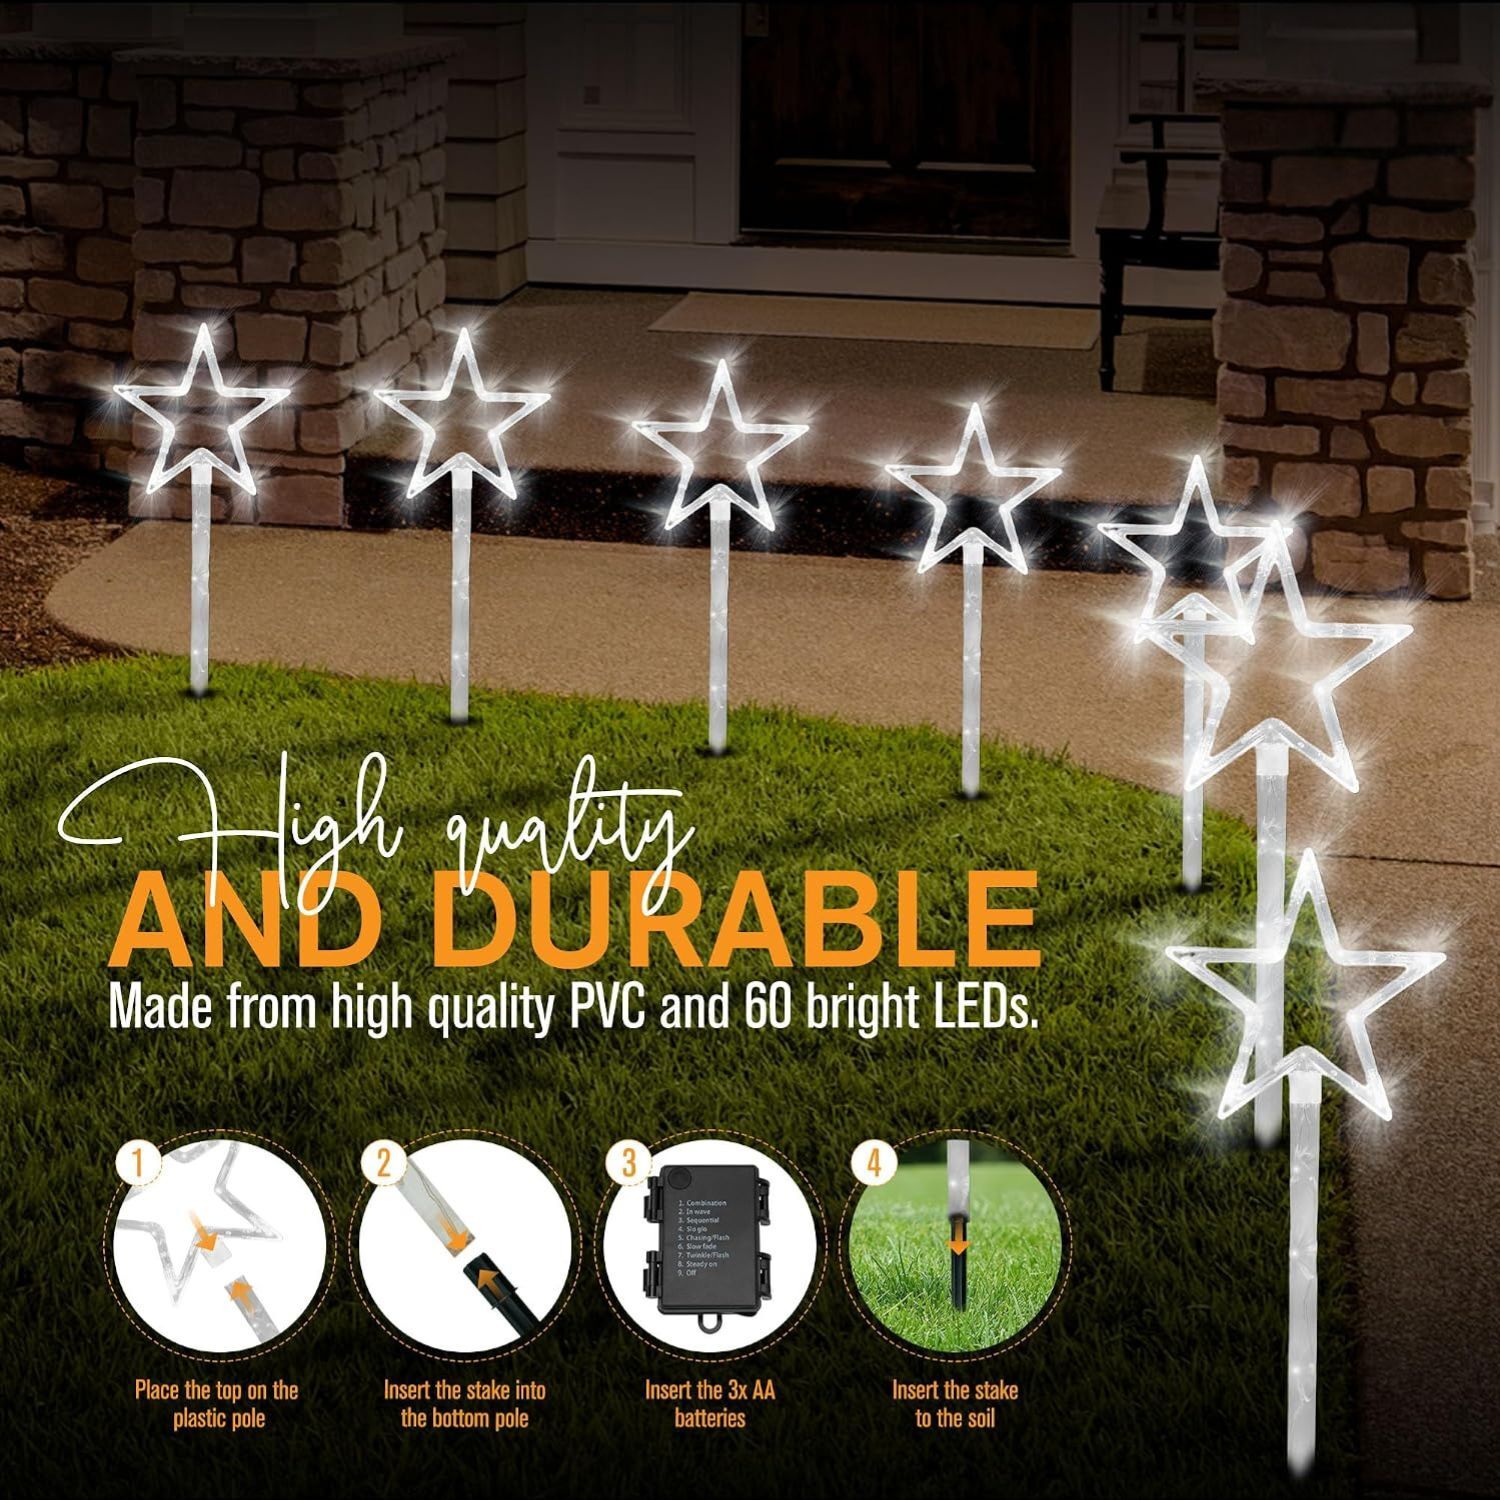 High quality
AND DURABLE
Made from high quality PVC and 60 bright LEDs.
1
2
3
4
1. Combination
2. In wave
3. Sequential
4. Slo glo
5. Chasing/Flash
6. Slow fade
7. Twinkle/Flash
8. Steady on
9. Off
Place the top on the
plastic pole
Insert the stake into
the bottom pole
Insert the 3x AA
batteries
Insert the stake
to the soil